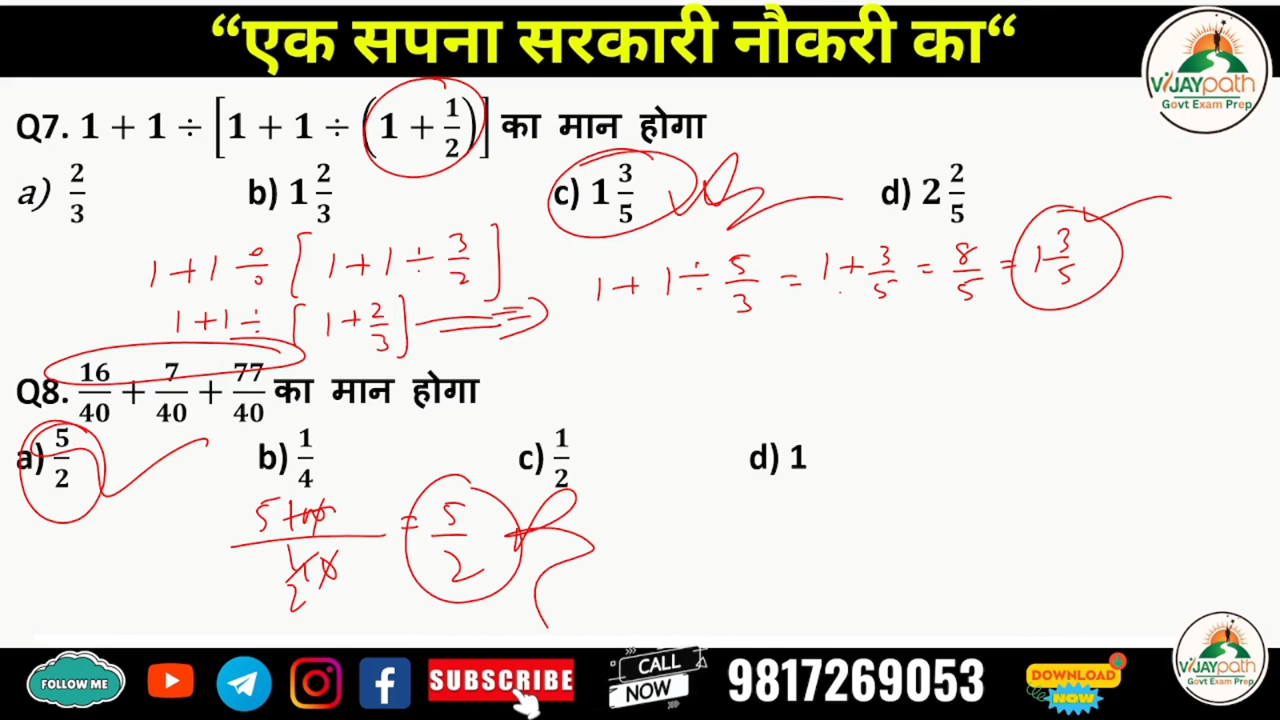 “एक सपना सरकारी नौकरी का“
VIJAYpath
Govt Exam Prep
Q7. 1 + 1 ÷ [1 + 1 ÷ (1 + 1/2)] का मान होगा
a) 2/3 b) 1 2/3 c) 1 3/5 d) 2 2/5
1 + 1 ÷ [1 + 1 ÷ 3/2]
1 + 1 ÷ [1 + 2/3] ⇒ 1 + 1 ÷ 5/3 = 1 + 3/5 = 8/5 = 1 3/5
Q8. 16/40 + 7/40 + 77/40 का मान होगा
a) 5/2 b) 1/4 c) 1/2 d) 1
= 5/2
VIJAYpath
Govt Exam Prep
FOLLOW ME SUBSCRIBE CALL NOW 9817269053 DOWNLOAD NOW